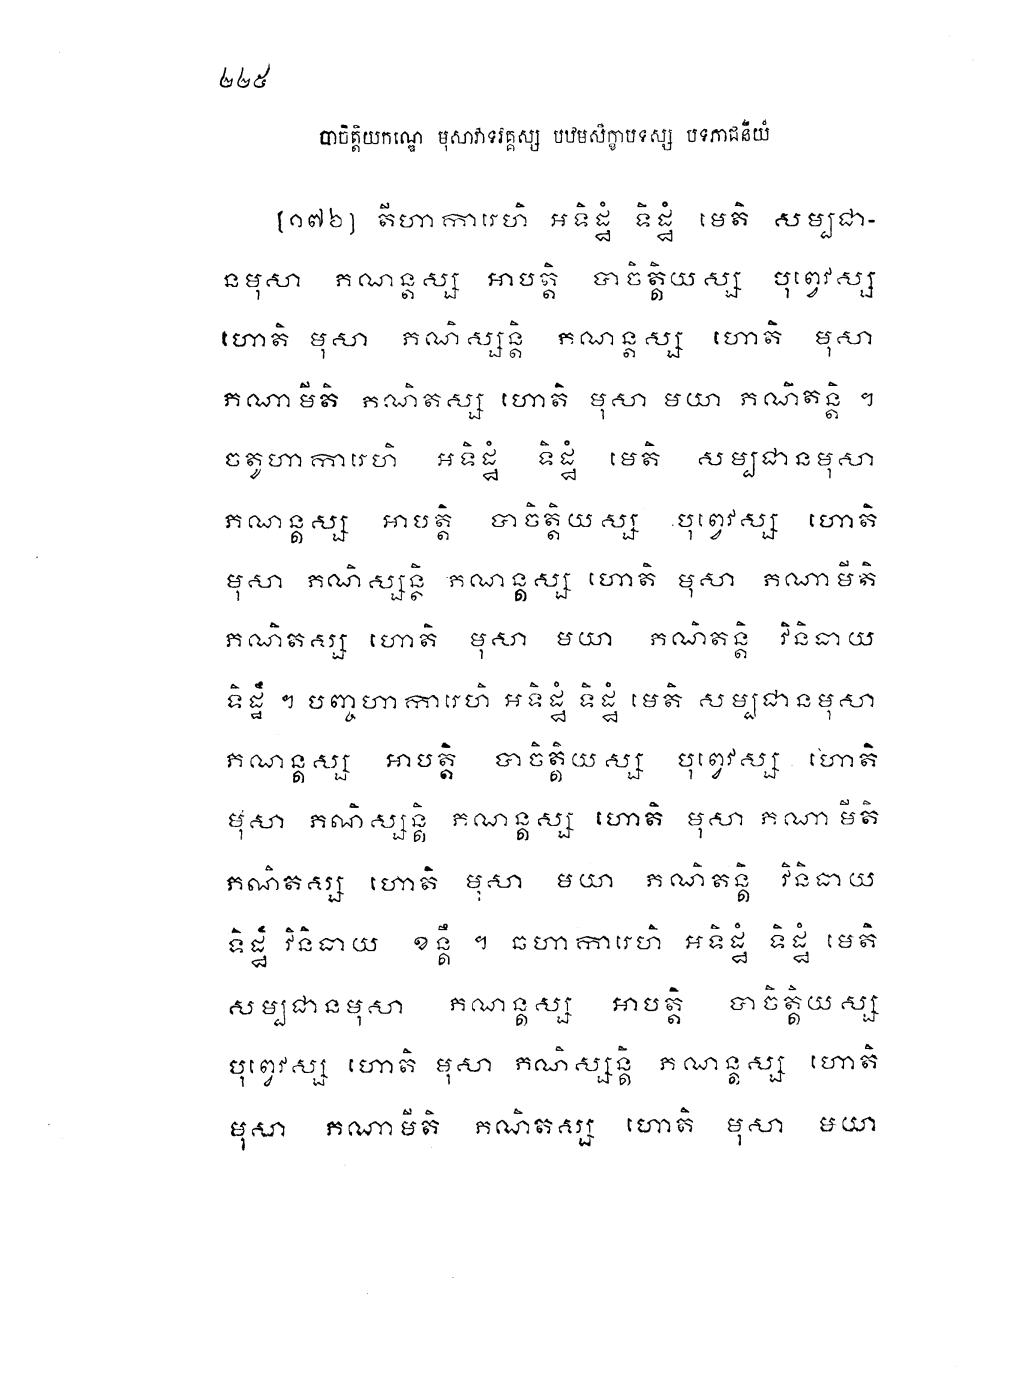 ២២៥
បាចិត្តិយកណ្ឌេ មុសាវាទវគ្គស្ស បឋមសិក្ខាបទស្ស បទភាជនីយំ
[១៧៦] តីហាការេហិ អទិដ្ឋំ ទិដ្ឋំ មេតិ សម្បជា-
នមុសា ភណន្តស្ស អាបត្តិ បាចិត្តិយស្ស បុព្វេវស្ស
ហោតិ មុសា ភណិស្សន្តិ ភណន្តស្ស ហោតិ មុសា
ភណាមីតិ ភណិតស្ស ហោតិ មុសា មយា ភណិតន្តិ ។
ចតូហាការេហិ អទិដ្ឋំ ទិដ្ឋំ មេតិ សម្បជានមុសា
ភណន្តស្ស អាបត្តិ បាចិត្តិយស្ស បុព្វេវស្ស ហោតិ
មុសា ភណិស្សន្តិ ភណន្តស្ស ហោតិ មុសា ភណាមីតិ
ភណិតស្ស ហោតិ មុសា មយា ភណិតន្តិ វិនិធាយ
ទិដ្ឋឹ ។ បញ្ចហាការេហិ អទិដ្ឋំ ទិដ្ឋំ មេតិ សម្បជានមុសា
ភណន្តស្ស អាបត្តិ បាចិត្តិយស្ស បុព្វេវស្ស ហោតិ
មុសា ភណិស្សន្តិ ភណន្តស្ស ហោតិ មុសា ភណាមីតិ
ភណិតស្ស ហោតិ មុសា មយា ភណិតន្តិ វិនិធាយ
ទិដ្ឋឹ វិនិធាយ ខន្តឹ ។ ឆហាការេហិ អទិដ្ឋំ ទិដ្ឋំ មេតិ
សម្បជានមុសា ភណន្តស្ស អាបត្តិ បាចិត្តិយស្ស
បុព្វេវស្ស ហោតិ មុសា ភណិស្សន្តិ ភណន្តស្ស ហោតិ
មុសា ភណាមីតិ ភណិតស្ស ហោតិ មុសា មយា